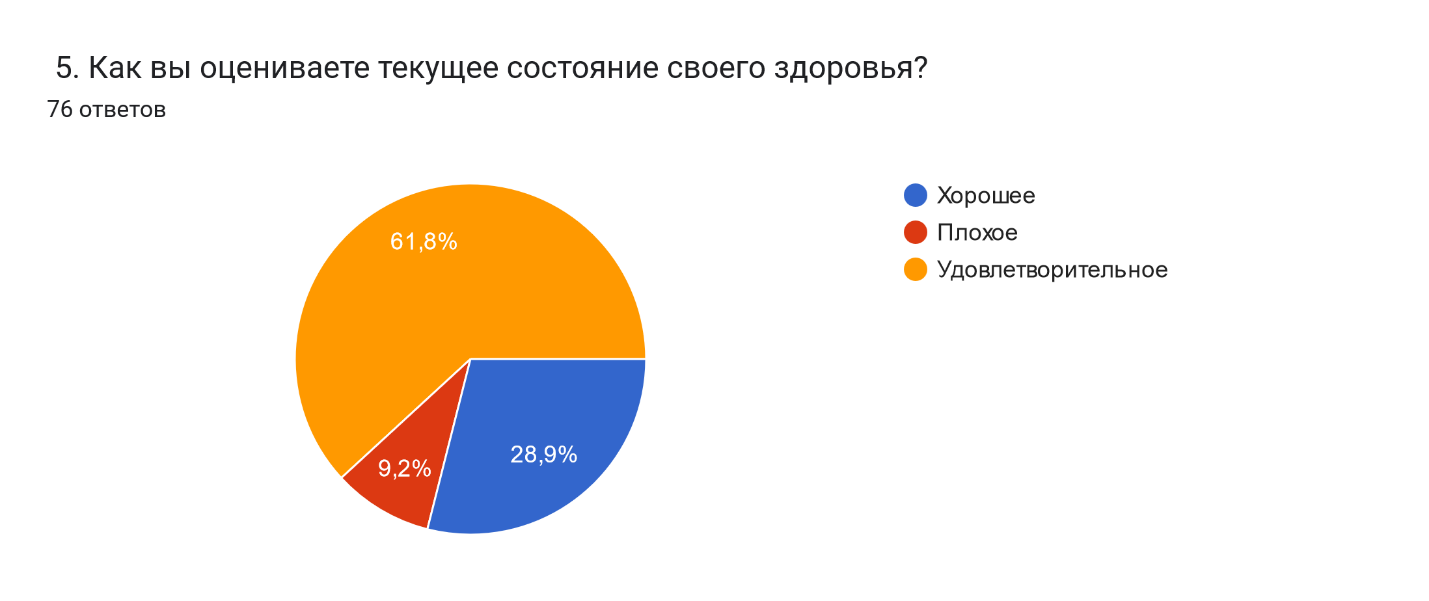 5. Как вы оцениваете текущее состояние своего здоровья?
76 ответов
Хорошее
Плохое
Удовлетворительное
61,8%
9,2%
28,9%